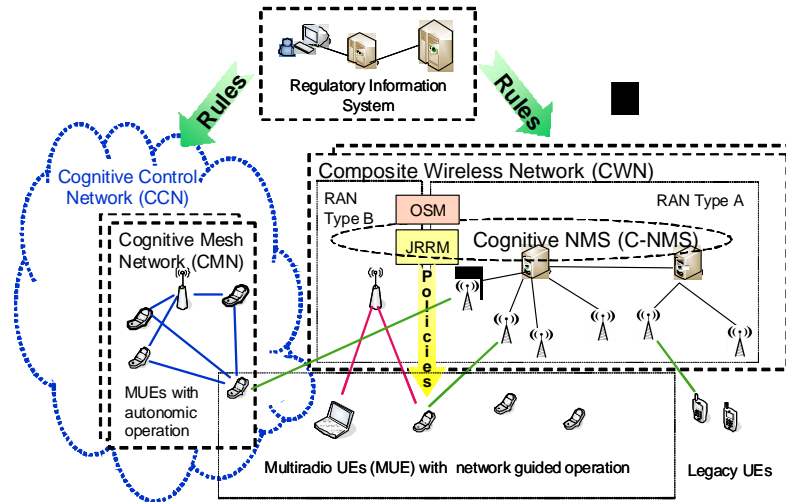 Regulatory Information
System
Rules
Rules
Cognitive Control
Network (CCN)
Composite Wireless Network (CWN)
RAN
Type B
OSM
RAN Type A
Cognitive Mesh
Network (CMN)
JRRM
Cognitive NMS (C-NMS)
Policies
MUEs with
autonomic
operation
Multiradio UEs (MUE) with network guided operation
Legacy UEs